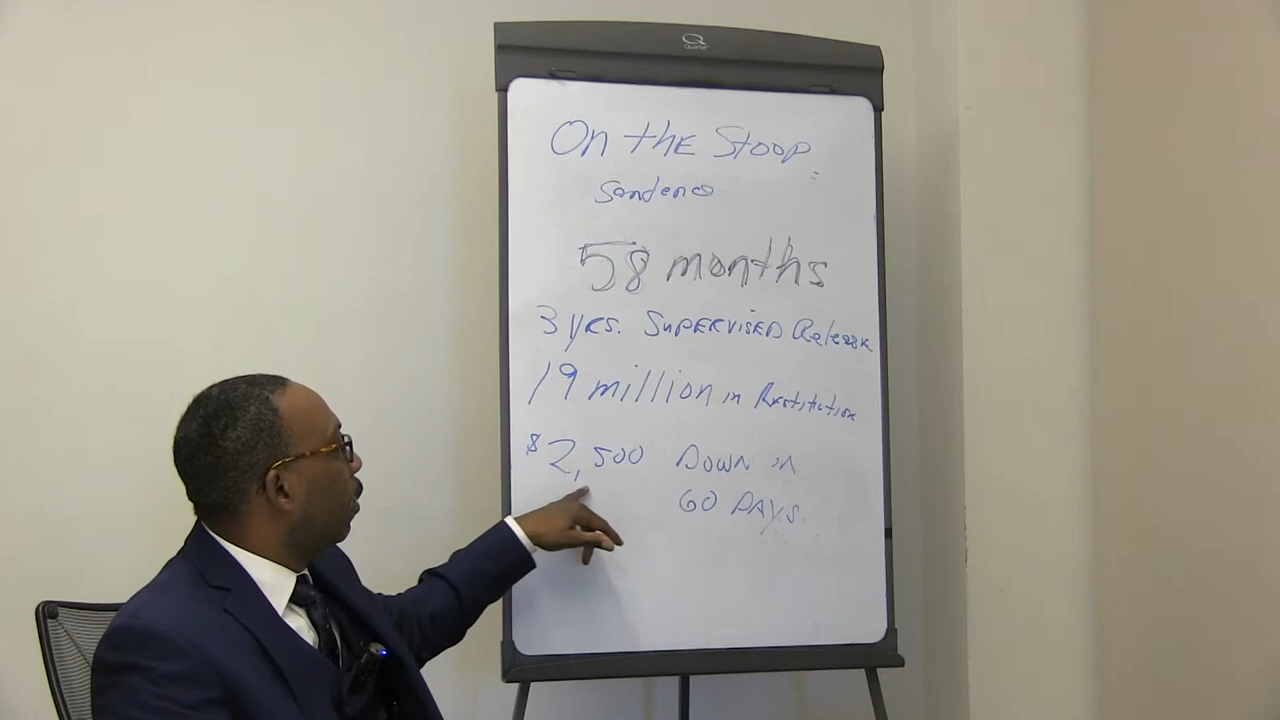 Quartet
On the Stoop
Sentence
58 months
3 yrs. Supervised Release
19 million in Restitution
$2,500 Down in
60 Days